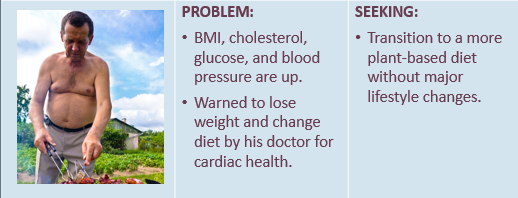 PROBLEM:
• BMI, cholesterol,
glucose, and blood
pressure are up.
• Warned to lose
weight and change
diet by his doctor for
cardiac health.
SEEKING:
• Transition to a more
plant-based diet
without major
lifestyle changes.